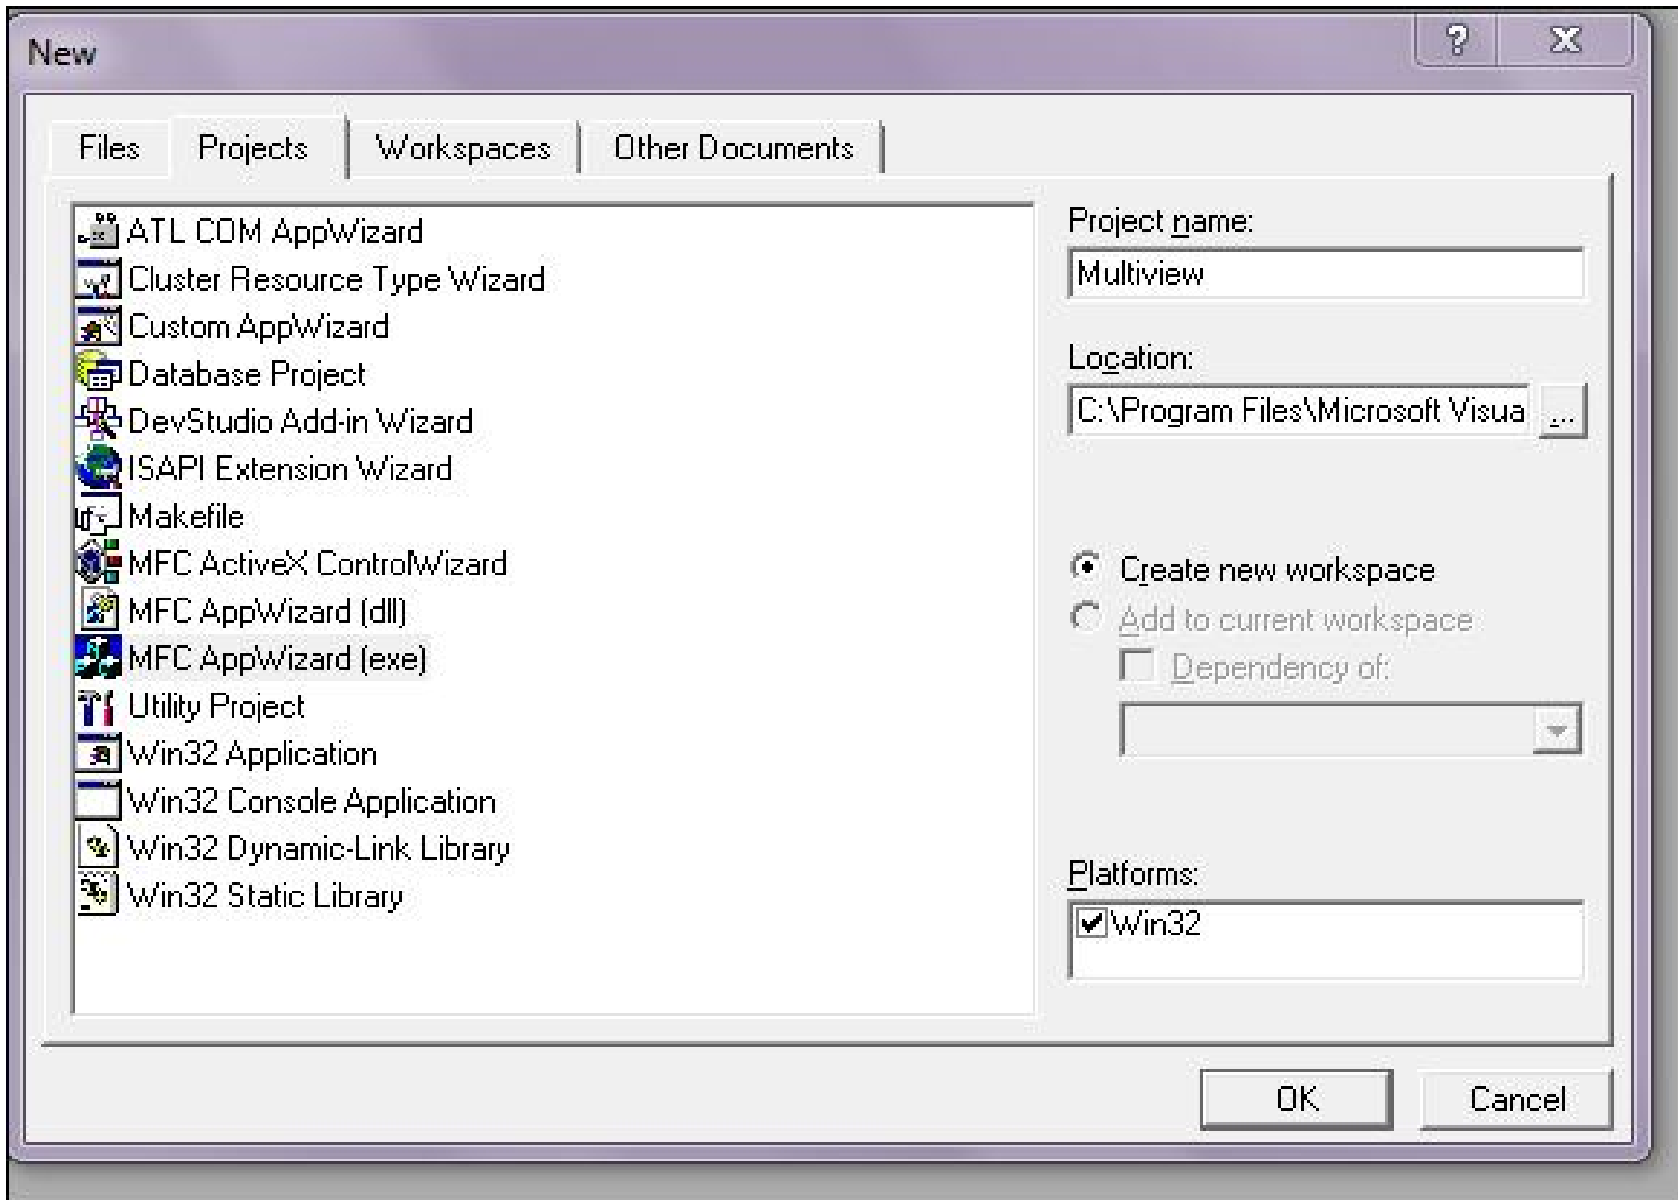 New
Files
Projects
Workspaces
Other Documents
ATL COM AppWizard
Cluster Resource Type Wizard
Custom AppWizard
Database Project
DevStudio Add-in Wizard
ISAPI Extension Wizard
Makefile
MFC ActiveX ControlWizard
MFC AppWizard (dll)
MFC AppWizard (exe)
Utility Project
Win32 Application
Win32 Console Application
Win32 Dynamic-Link Library
Win32 Static Library
Project name:
Multiview
Location:
C:\Program Files\Microsoft Visua
...
Create new workspace
Add to current workspace
Dependency of:
Platforms:
Win32
OK
Cancel